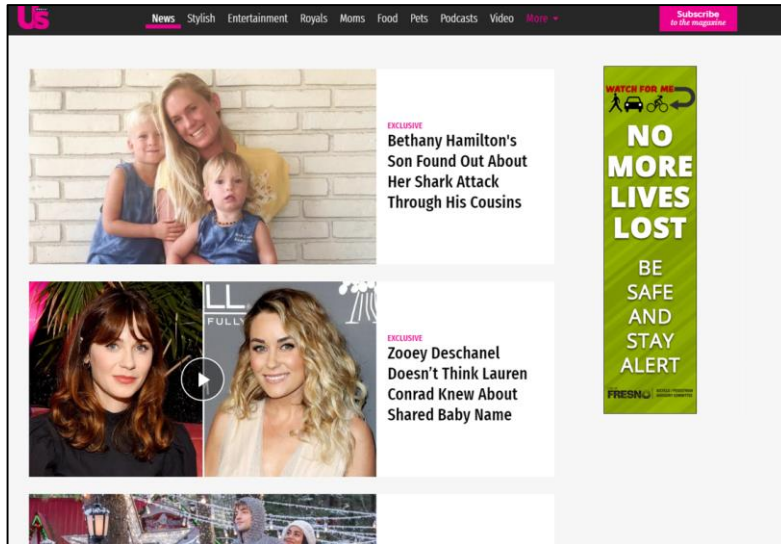 Us
News Stylish Entertainment Royals Moms Food Pets Podcasts Video More
Subscribe
to the magazine
EXCLUSIVE
Bethany Hamilton's
Son Found Out About
Her Shark Attack
Through His Cousins
WATCH FOR ME
NO
MORE
LIVES
LOST
BE
SAFE
AND
STAY
ALERT
FRESNO
LL
FULLY
EXCLUSIVE
Zooey Deschanel
Doesn’t Think Lauren
Conrad Knew About
Shared Baby Name